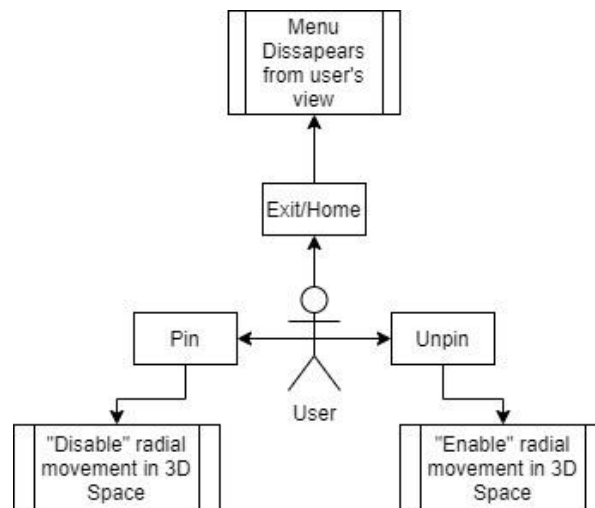 Menu
Dissapears
from user's
view
Exit/Home
Pin
Unpin
User
"Disable" radial
movement in 3D
Space
"Enable" radial
movement in 3D
Space